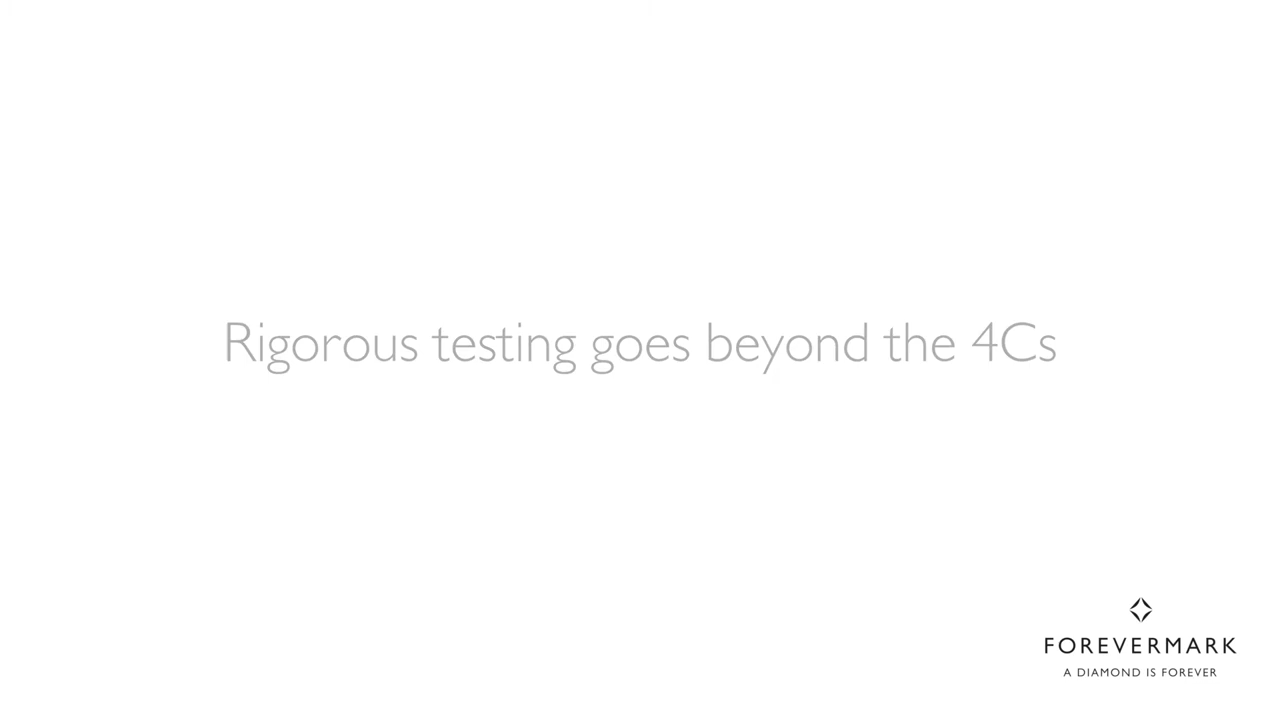 Rigorous testing goes beyond the 4Cs
FOREVERMARK
A DIAMOND IS FOREVER